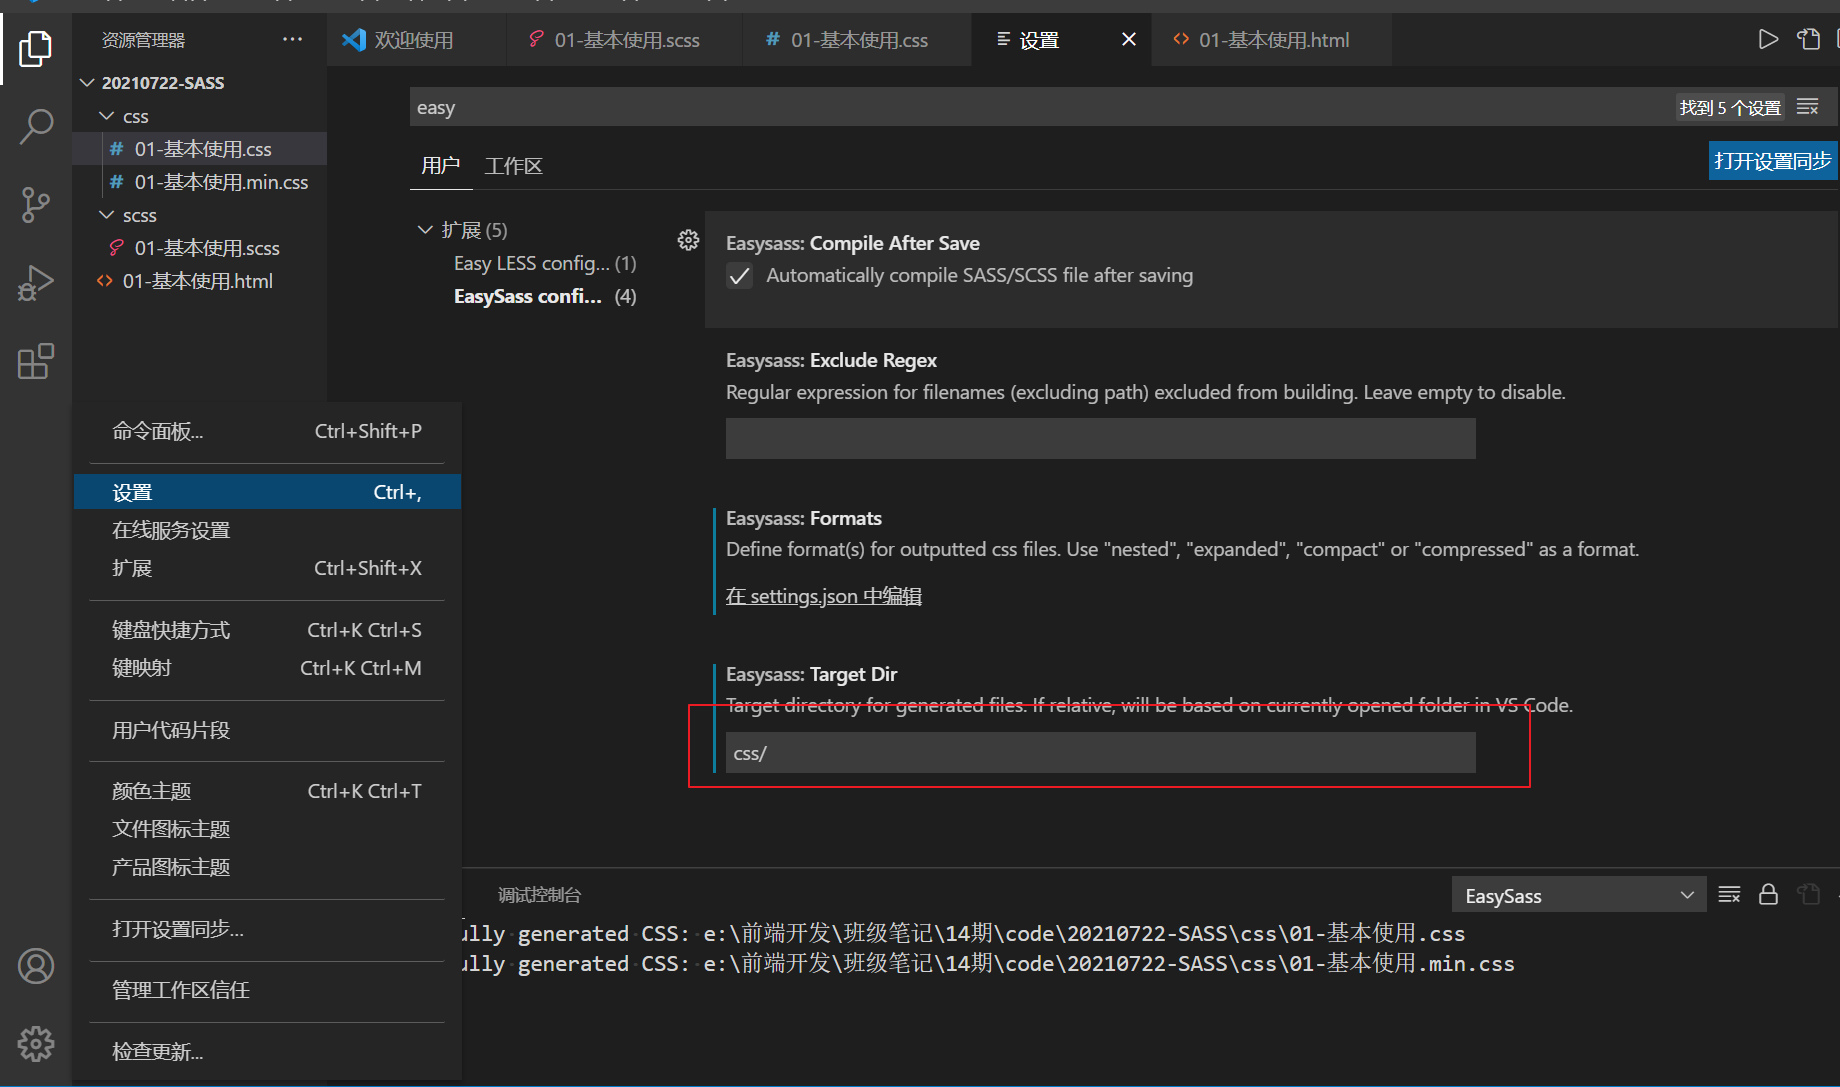 资源管理器
欢迎使用
01-基本使用.scss
01-基本使用.css
设置
01-基本使用.html
20210722-SASS
css
01-基本使用.css
01-基本使用.min.css
scss
01-基本使用.scss
01-基本使用.html
easy
找到 5 个设置
用户
工作区
打开设置同步
扩展 (5)
Easy LESS config... (1)
EasySass confi... (4)
Easysass: Compile After Save
Automatically compile SASS/SCSS file after saving
Easysass: Exclude Regex
Regular expression for filenames (excluding path) excluded from building. Leave empty to disable.
Easysass: Formats
Define format(s) for outputted css files. Use "nested", "expanded", "compact" or "compressed" as a format.
在 settings.json 中编辑
Easysass: Target Dir
Target directory for generated files. If relative, will be based on currently opened folder in VS Code.
css/
命令面板... Ctrl+Shift+P
设置 Ctrl+,
在线服务设置
扩展 Ctrl+Shift+X
键盘快捷方式 Ctrl+K Ctrl+S
键映射 Ctrl+K Ctrl+M
用户代码片段
颜色主题 Ctrl+K Ctrl+T
文件图标主题
产品图标主题
打开设置同步...
管理工作区信任
检查更新...
调试控制台
EasySass
ully generated CSS: e:\前端开发\班级笔记\14期\code\20210722-SASS\css\01-基本使用.css
ully generated CSS: e:\前端开发\班级笔记\14期\code\20210722-SASS\css\01-基本使用.min.css